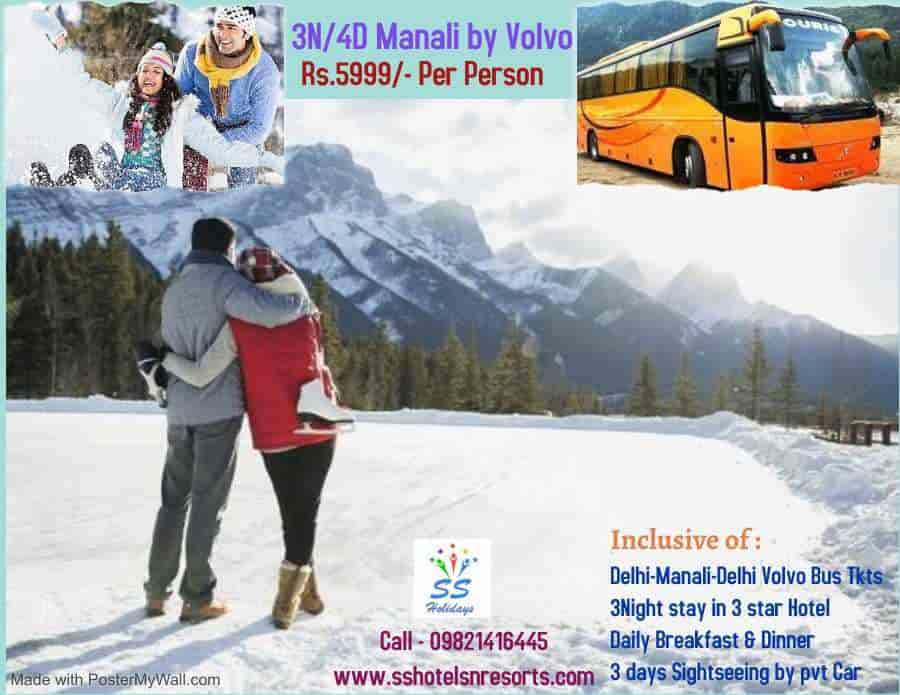 3N/4D Manali by Volvo
Rs.5999/- Per Person
OURIS
Inclusive of :
Delhi-Manali-Delhi Volvo Bus Tkts
3Night stay in 3 star Hotel
Daily Breakfast & Dinner
3 days Sightseeing by pvt Car
SS
Holidays
Call - 09821416445
www.sshotelsnresorts.com
Made with PosterMyWall.com